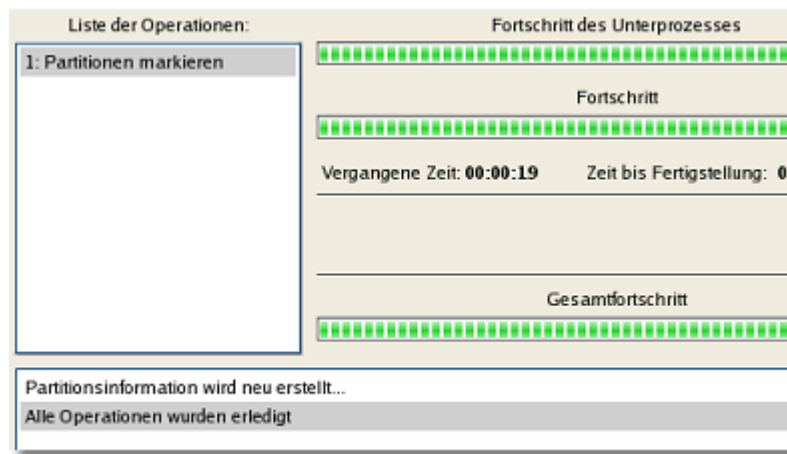 Liste der Operationen:
1: Partitionen markieren
Fortschritt des Unterprozesses
Fortschritt
Vergangene Zeit: 00:00:19 Zeit bis Fertigstellung: 0
Gesamtfortschritt
Partitionsinformation wird neu erstellt...
Alle Operationen wurden erledigt